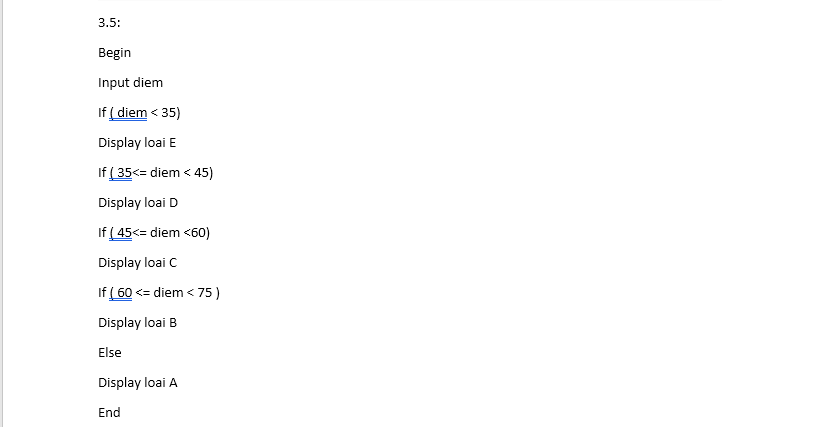 3.5:
Begin
Input diem
If ( diem < 35)
Display loai E
If ( 35<= diem < 45)
Display loai D
If ( 45<= diem <60)
Display loai C
If ( 60 <= diem < 75 )
Display loai B
Else
Display loai A
End